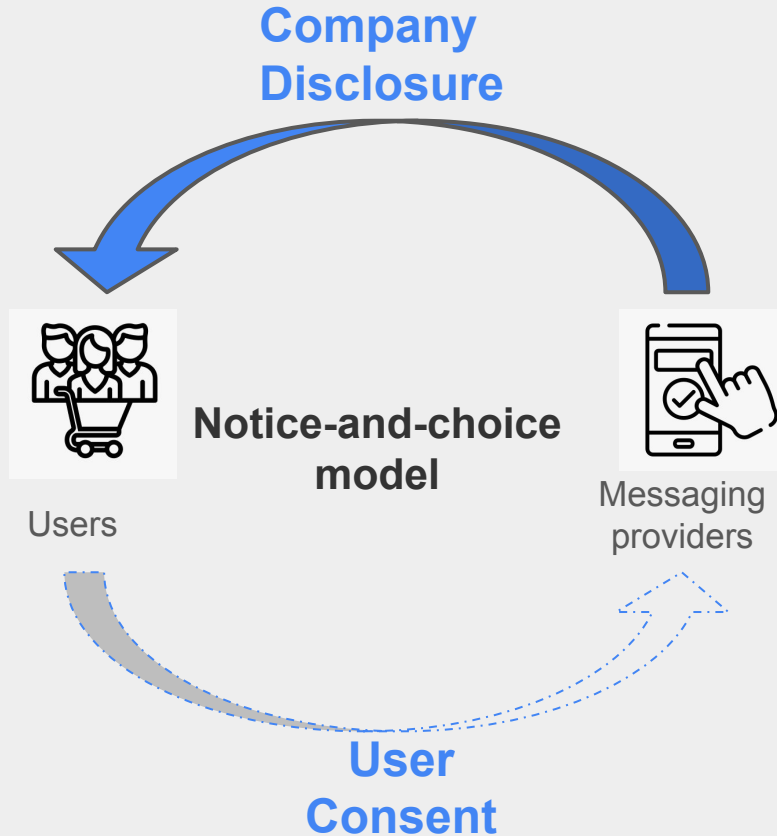 Company
Disclosure
Notice-and-choice
model
Users
Messaging
providers
User
Consent